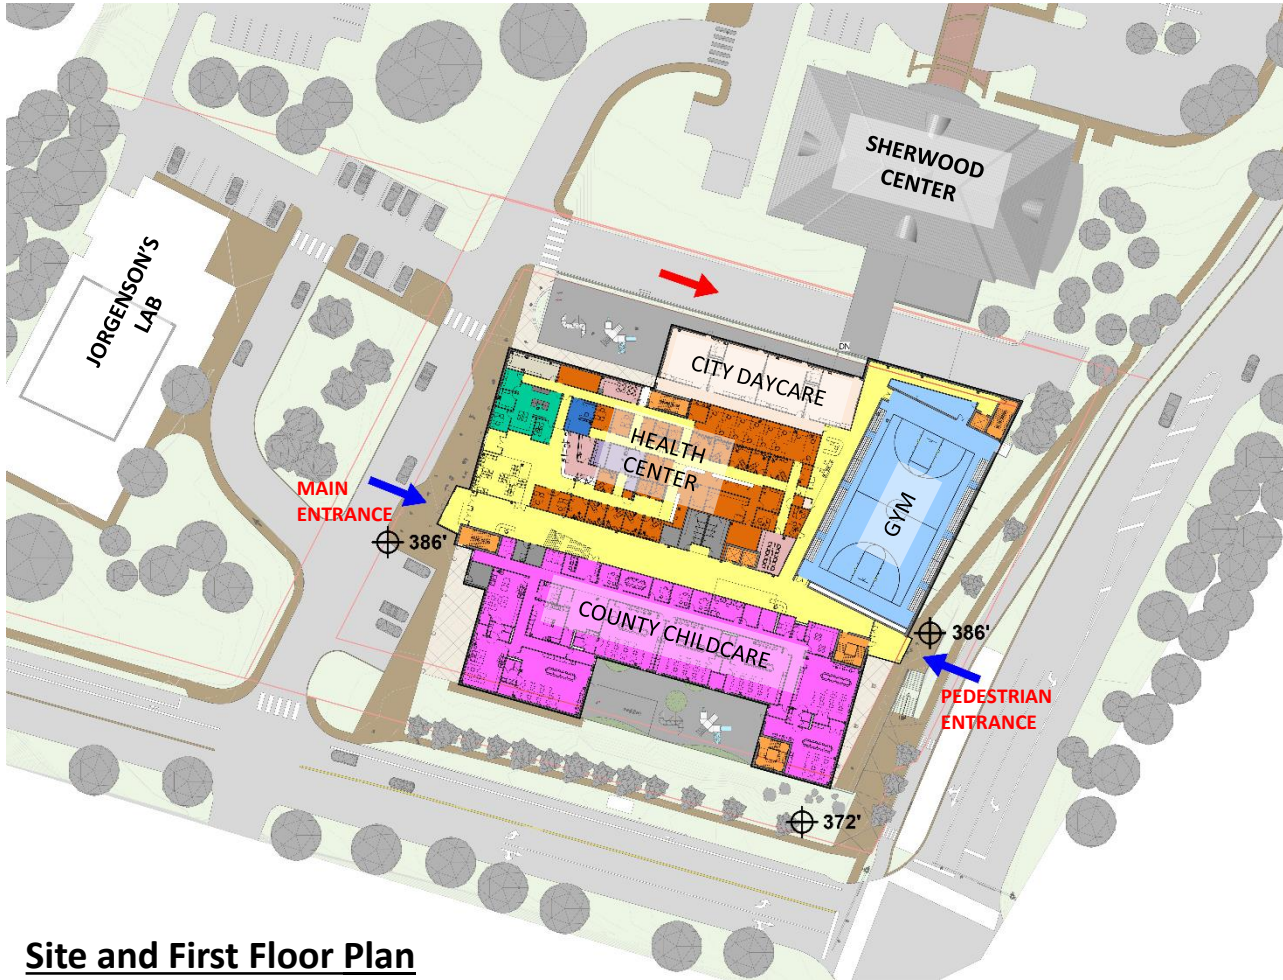 SHERWOOD
CENTER
JORGENSON'S
LAB
DN
CITY DAYCARE
HEALTH
CENTER
GYM
MAIN
ENTRANCE
386'
COUNTY CHILDCARE
386'
PEDESTRIAN
ENTRANCE
372'
Site and First Floor Plan